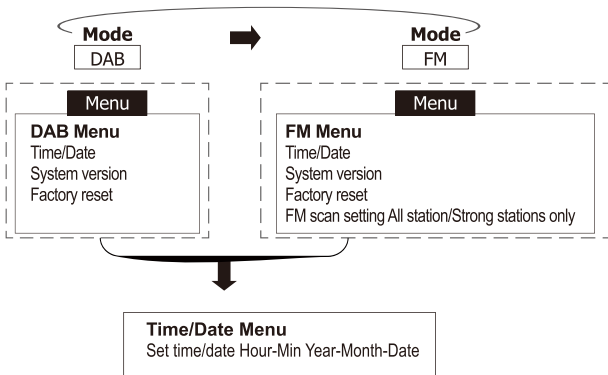 Mode
DAB
Menu
DAB Menu
Time/Date
System version
Factory reset
Mode
FM
Menu
FM Menu
Time/Date
System version
Factory reset
FM scan setting All station/Strong stations only
Time/Date Menu
Set time/date Hour-Min Year-Month-Date